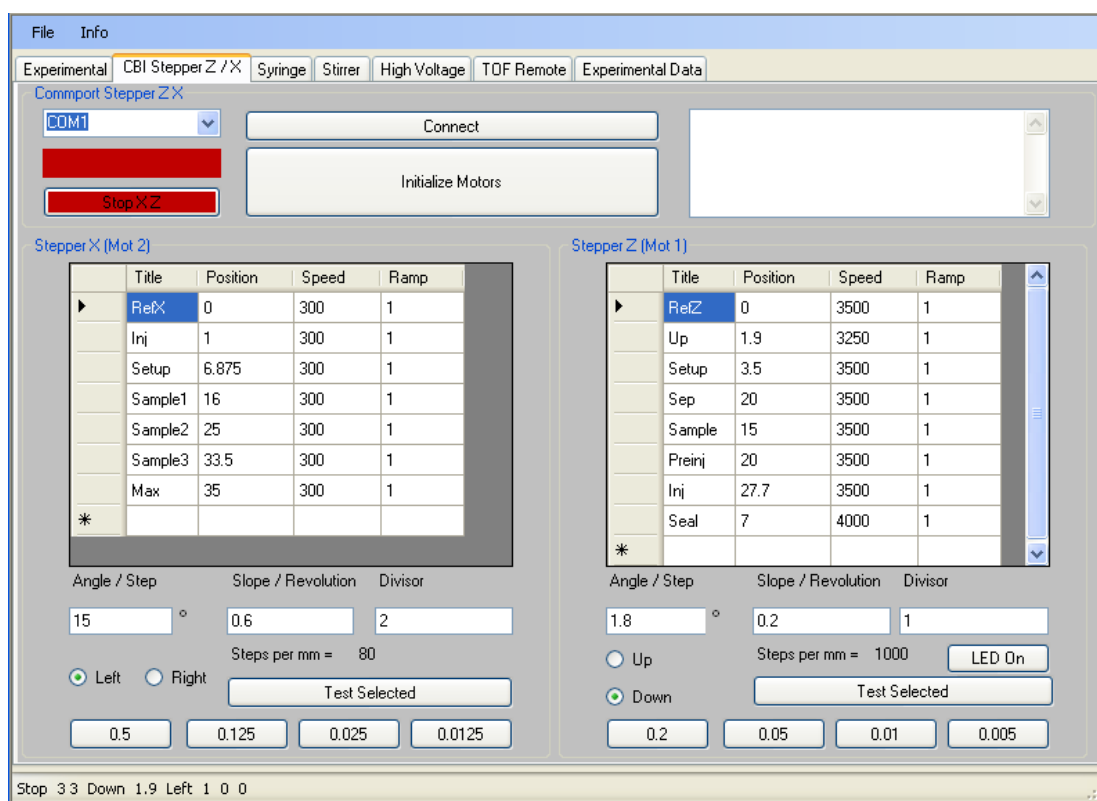 File Info
Experimental CBI Stepper Z / X Syringe Stirrer High Voltage TOF Remote Experimental Data
Commport Stepper Z X
COM1 Connect
Initialize Motors
Stop X Z
Stepper X (Mot 2)
Title Position Speed Ramp
RefX 0 300 1
Inj 1 300 1
Setup 6.875 300 1
Sample1 16 300 1
Sample2 25 300 1
Sample3 33.5 300 1
Max 35 300 1
Angle / Step Slope / Revolution Divisor
15 ° 0.6 2
Steps per mm = 80
Left Right
Test Selected
0.5 0.125 0.025 0.0125
Stepper Z (Mot 1)
Title Position Speed Ramp
RefZ 0 3500 1
Up 1.9 3250 1
Setup 3.5 3500 1
Sep 20 3500 1
Sample 15 3500 1
Preinj 20 3500 1
Inj 27.7 3500 1
Seal 7 4000 1
Angle / Step Slope / Revolution Divisor
1.8 ° 0.2 1
Up Steps per mm = 1000 LED On
Down Test Selected
0.2 0.05 0.01 0.005
Stop 3 3 Down 1.9 Left 1 0 0